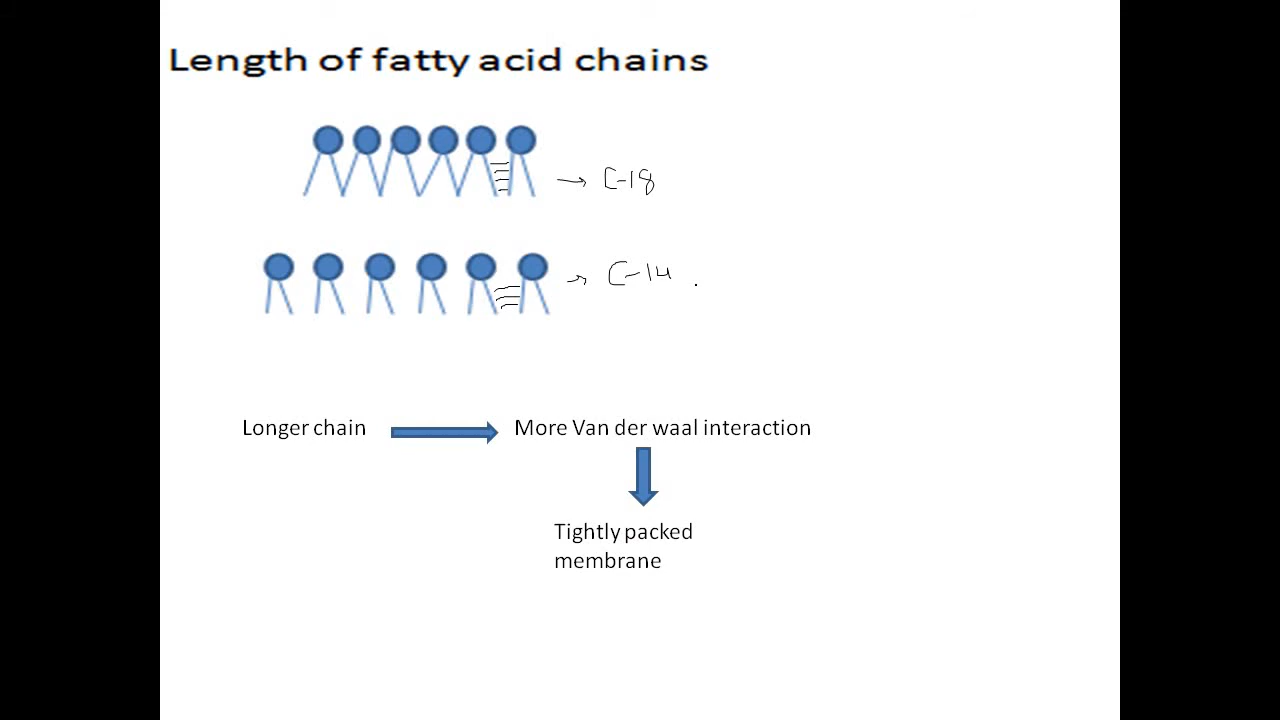 Length of fatty acid chains
→ C-18
→ C-14 .
Longer chain
More Van der waal interaction
Tightly packed
membrane